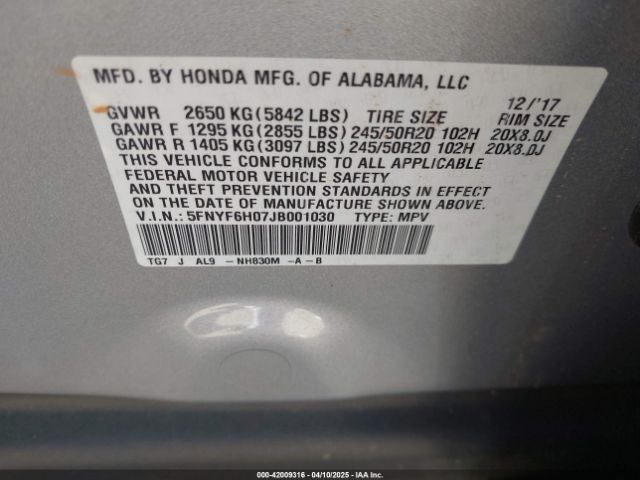 MFD. BY HONDA MFG. OF ALABAMA, LLC
12/'17
GVWR 2650 KG(5842 LBS) TIRE SIZE RIM SIZE
GAWR F 1295 KG(2855 LBS)245/50R20 102H 20X8.0J
GAWR R 1405 KG(3097 LBS)245/50R20 102H 20X8.0J
THIS VEHICLE CONFORMS TO ALL APPLICABLE
FEDERAL MOTOR VEHICLE SAFETY
AND THEFT PREVENTION STANDARDS IN EFFECT
ON THE DATE OF MANUFACTURE SHOWN ABOVE.
V.I.N.: 5FNYF6H07JB001030 TYPE: MPV
TG7 J AL9 -NH830M -A-B
000-42009316 - 04/10/2025 - IAA Inc.